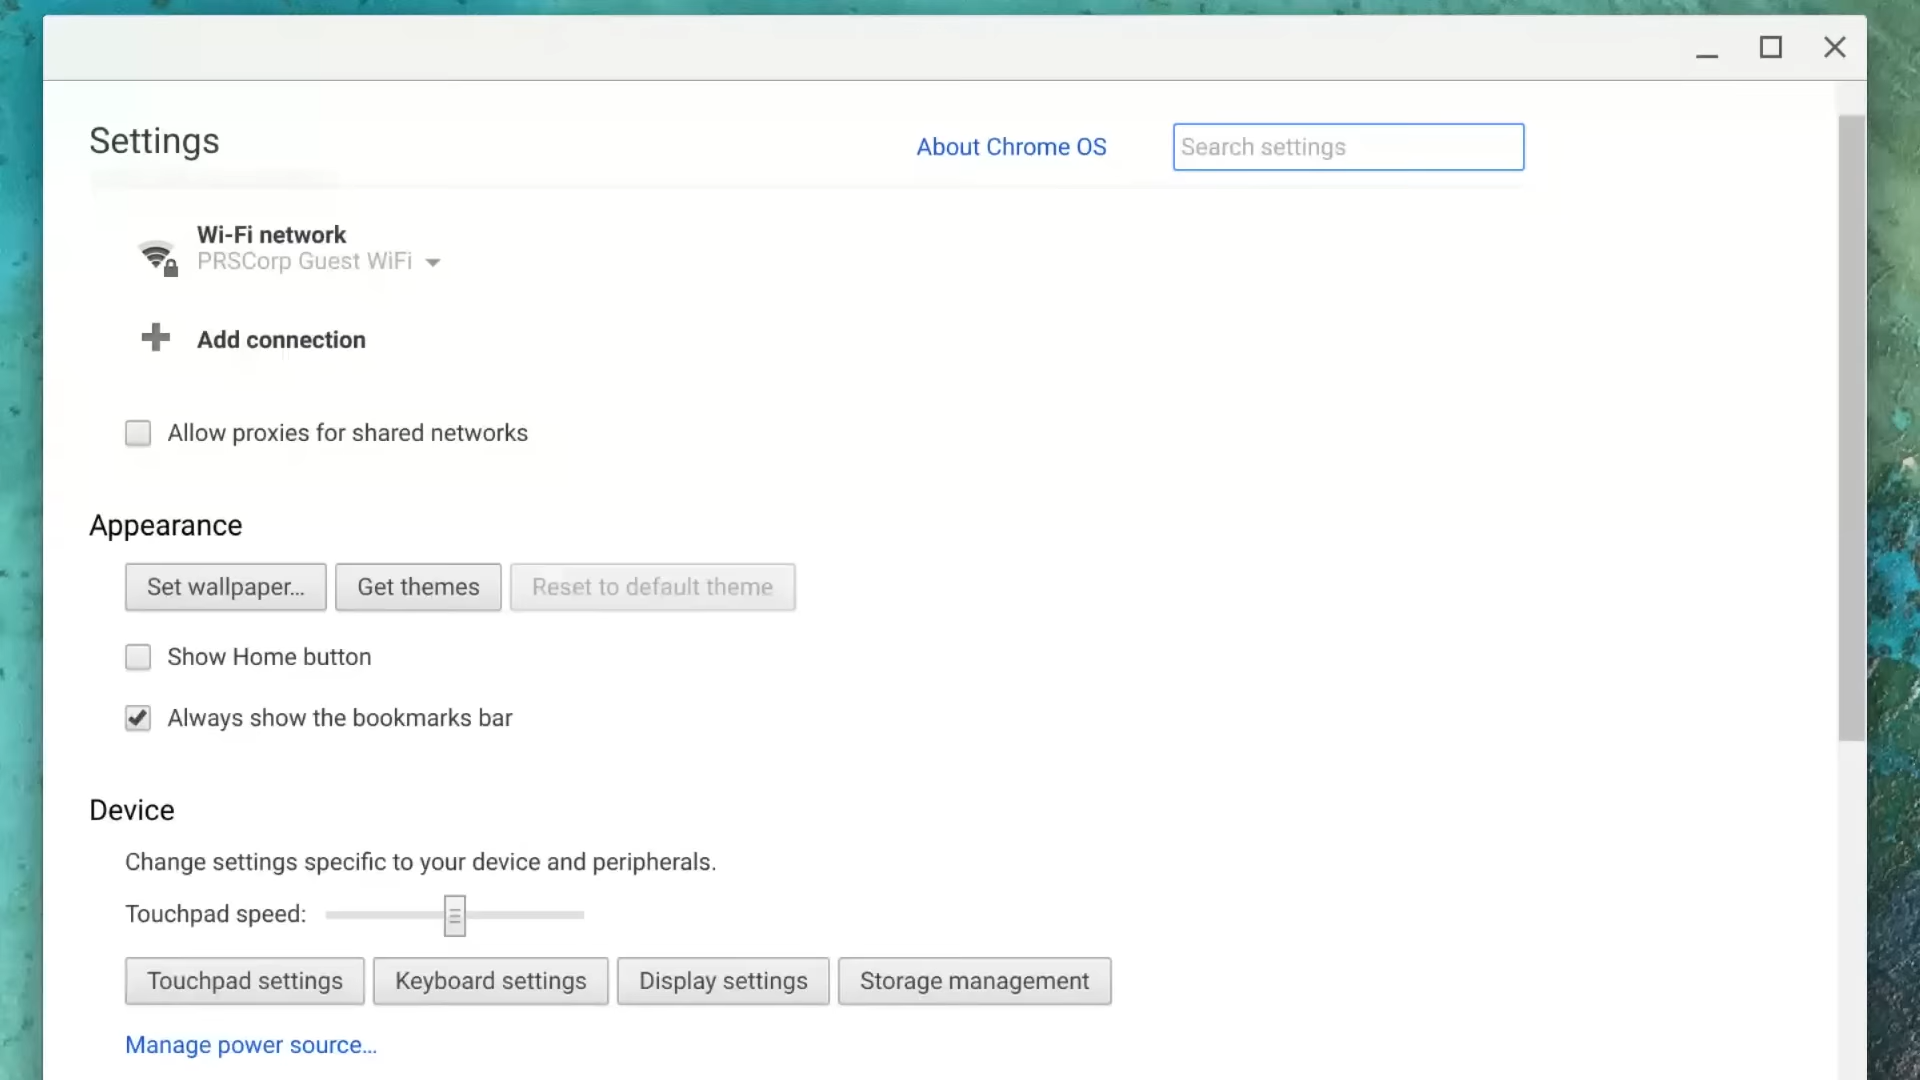 Settings
About Chrome OS
Search settings
Wi-Fi network
PRSCorp Guest WiFi
Add connection
Allow proxies for shared networks
Appearance
Set wallpaper...
Get themes
Reset to default theme
Show Home button
Always show the bookmarks bar
Device
Change settings specific to your device and peripherals.
Touchpad speed:
Touchpad settings
Keyboard settings
Display settings
Storage management
Manage power source...